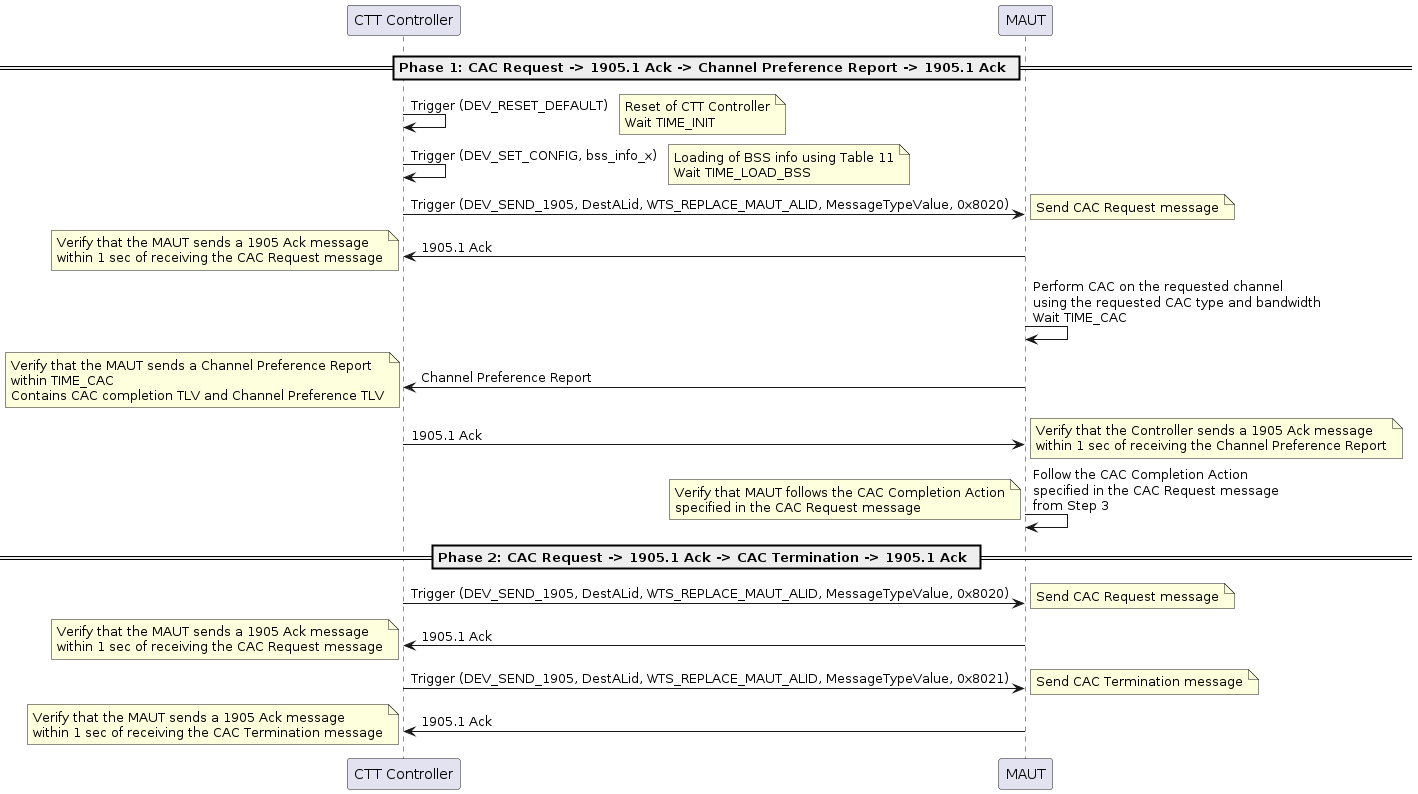 CTT Controller
MAUT
Phase 1: CAC Request -> 1905.1 Ack -> Channel Preference Report -> 1905.1 Ack
Trigger (DEV_RESET_DEFAULT)
Reset of CTT Controller
Wait TIME_INIT
Trigger (DEV_SET_CONFIG, bss_info_x)
Loading of BSS info using Table 11
Wait TIME_LOAD_BSS
Trigger (DEV_SEND_1905, DestALid, WTS_REPLACE_MAUT_ALID, MessageTypeValue, 0x8020)
Send CAC Request message
Verify that the MAUT sends a 1905 Ack message
within 1 sec of receiving the CAC Request message
1905.1 Ack
Perform CAC on the requested channel
using the requested CAC type and bandwidth
Wait TIME_CAC
Verify that the MAUT sends a Channel Preference Report
within TIME_CAC
Contains CAC completion TLV and Channel Preference TLV
Channel Preference Report
1905.1 Ack
Verify that the Controller sends a 1905 Ack message
within 1 sec of receiving the Channel Preference Report
Verify that MAUT follows the CAC Completion Action
specified in the CAC Request message
Follow the CAC Completion Action
specified in the CAC Request message
from Step 3
Phase 2: CAC Request -> 1905.1 Ack -> CAC Termination -> 1905.1 Ack
Trigger (DEV_SEND_1905, DestALid, WTS_REPLACE_MAUT_ALID, MessageTypeValue, 0x8020)
Send CAC Request message
Verify that the MAUT sends a 1905 Ack message
within 1 sec of receiving the CAC Request message
1905.1 Ack
Trigger (DEV_SEND_1905, DestALid, WTS_REPLACE_MAUT_ALID, MessageTypeValue, 0x8021)
Send CAC Termination message
Verify that the MAUT sends a 1905 Ack message
within 1 sec of receiving the CAC Termination message
1905.1 Ack
CTT Controller
MAUT